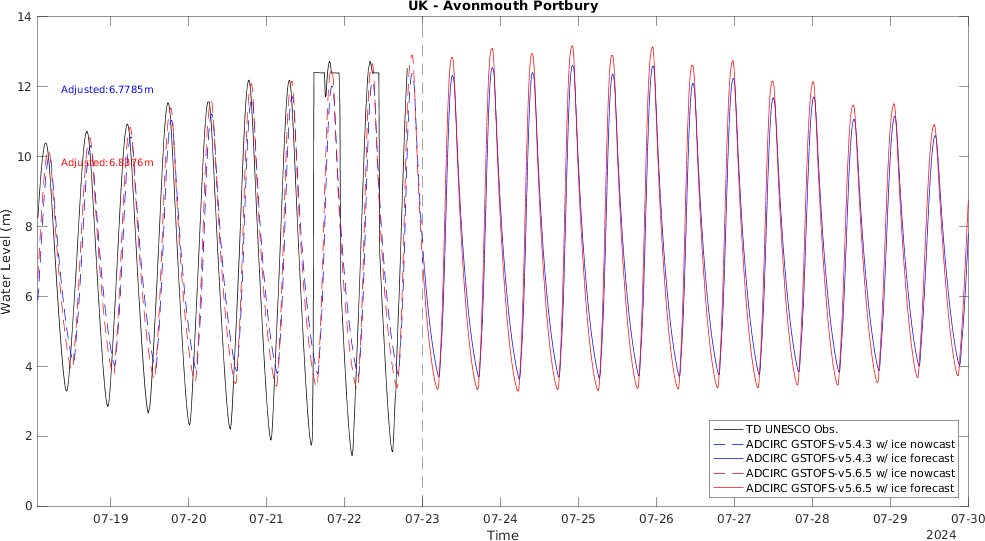 UK - Avonmouth Portbury
14
12
10
8
6
4
2
0
Water Level (m)
Adjusted:6.7785m
Adjusted:6.8376m
TD UNESCO Obs.
ADCIRC GSTOFS-v5.4.3 w/ ice nowcast
ADCIRC GSTOFS-v5.4.3 w/ ice forecast
ADCIRC GSTOFS-v5.6.5 w/ ice nowcast
ADCIRC GSTOFS-v5.6.5 w/ ice forecast
07-19 07-20 07-21 07-22 07-23 07-24 07-25 07-26 07-27 07-28 07-29 07-30
Time
2024